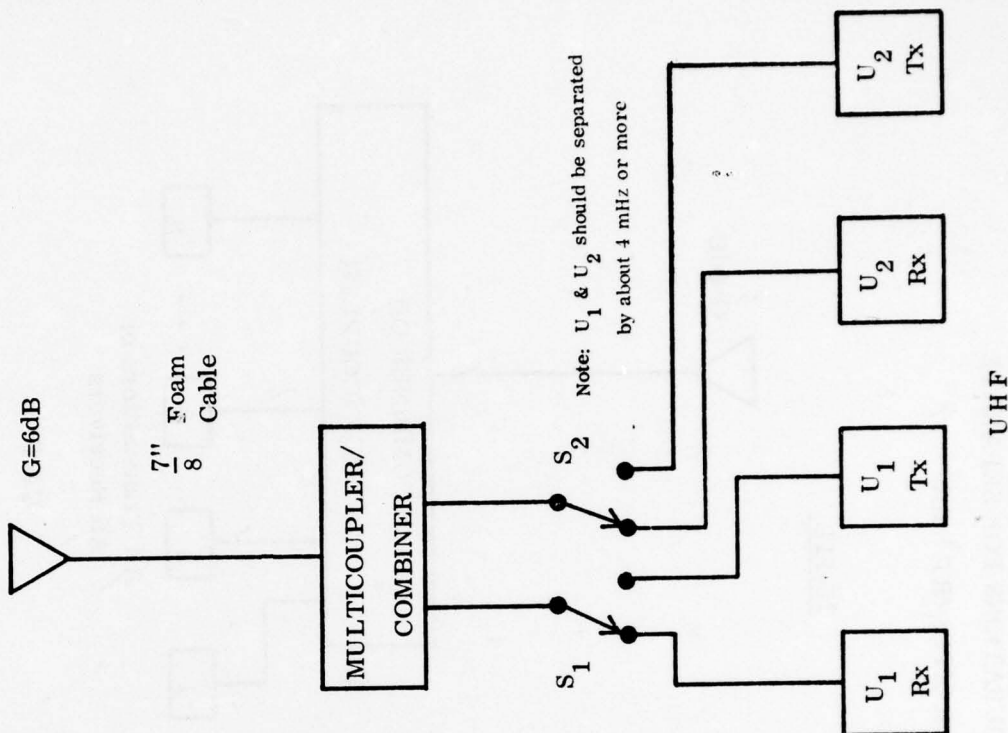 G=6dB
7/8" Foam
Cable
MULTICOUPLER/
COMBINER
S1
S2
Note: U1 & U2 should be separated
by about 4 mHz or more
U1
Rx
U1
Tx
U2
Rx
U2
Tx
UHF